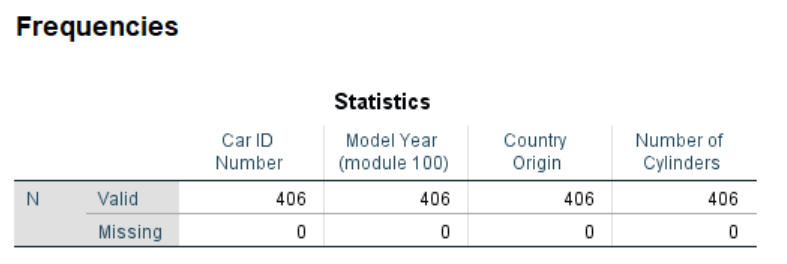 Frequencies
Statistics
Car ID Number Model Year (module 100) Country Origin Number of Cylinders
N Valid 406 406 406 406
Missing 0 0 0 0